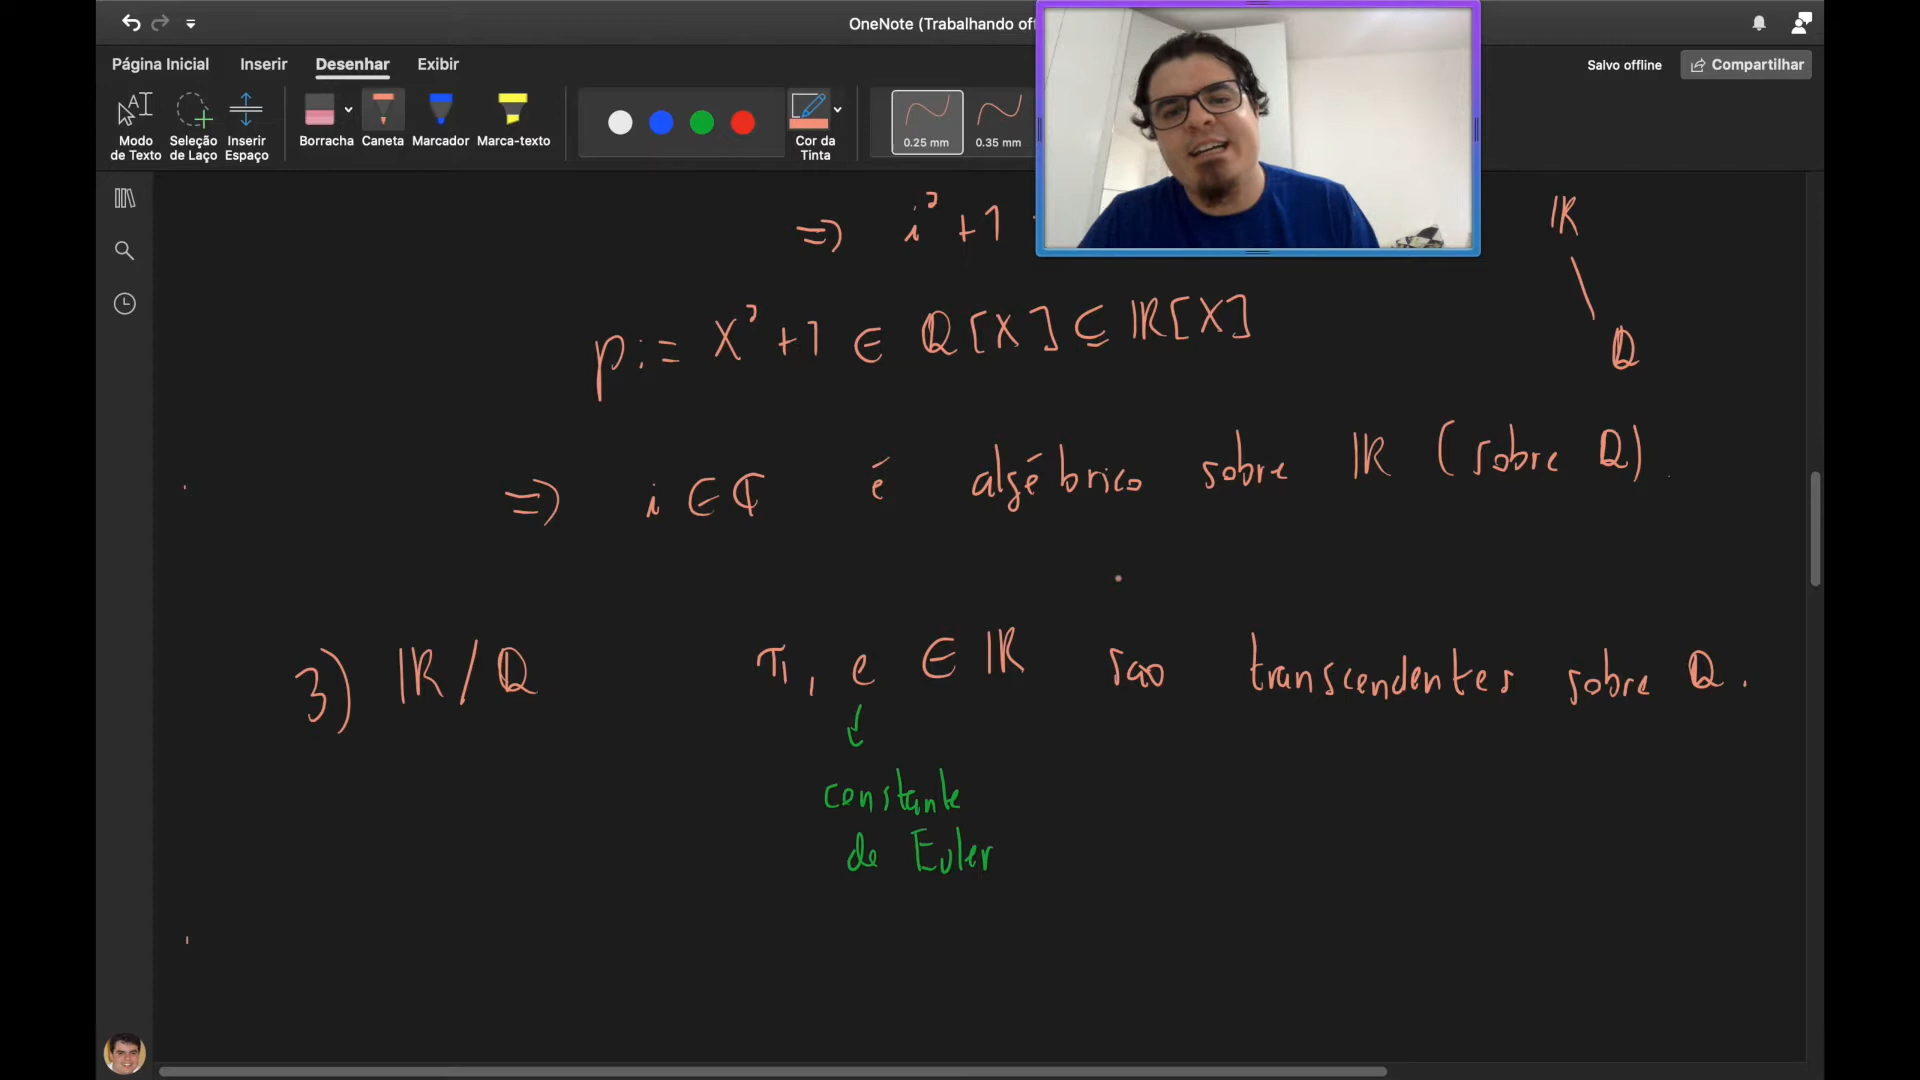 OneNote (Trabalhando of
Página Inicial Inserir Desenhar Exibir
Salvo offline Compartilhar
Modo de Texto Seleção de Laço Inserir Espaço Borracha Caneta Marcador Marca-texto Cor da Tinta 0.25 mm 0.35 mm
=> i² + 1 ℝ
p := X² + 1 ∈ ℚ[X] ⊆ ℝ[X] ℚ
=> i ∈ ℂ é algébrico sobre ℝ (sobre ℚ).
3) ℝ/ℚ π, e ∈ ℝ são transcendentes sobre ℚ.
constante
de Euler